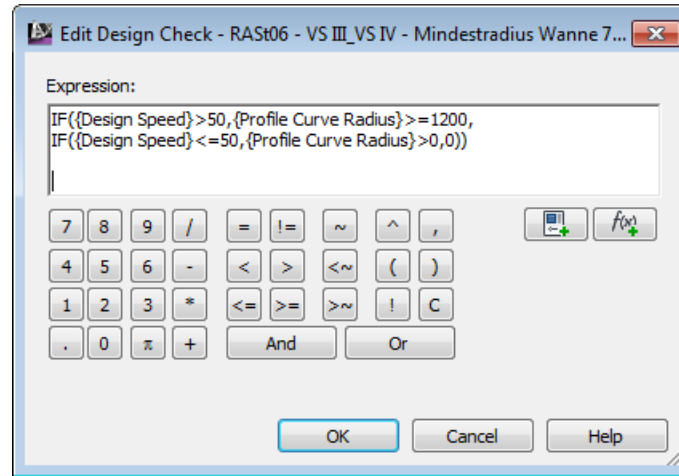 Edit Design Check - RASt06 - VS III_VS IV - Mindestradius Wanne 7...
Expression:
IF({Design Speed}>50,{Profile Curve Radius}>=1200,
IF({Design Speed}<=50,{Profile Curve Radius}>0,0))
7 8 9 / = != ~ ^ , f(x)
4 5 6 - < > <~ ( )
1 2 3 * <= >= >~ ! C
. 0 π + And Or
OK Cancel Help